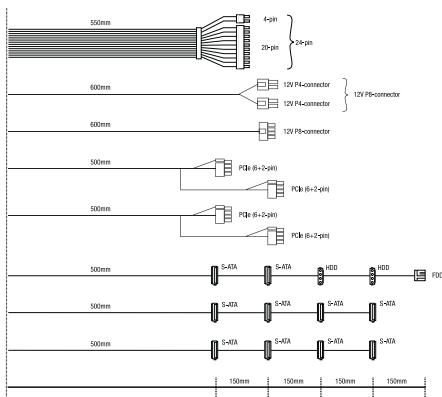 550mm
4-pin
20-pin
24-pin
600mm
12V P4-connector
12V P4-connector
12V P8-connector
600mm
12V P8-connector
500mm
PCIe (6+2-pin)
PCIe (6+2-pin)
500mm
PCIe (6+2-pin)
PCIe (6+2-pin)
500mm S-ATA S-ATA HDD HDD FDD
500mm S-ATA S-ATA S-ATA S-ATA
500mm S-ATA S-ATA S-ATA S-ATA
150mm 150mm 150mm 150mm